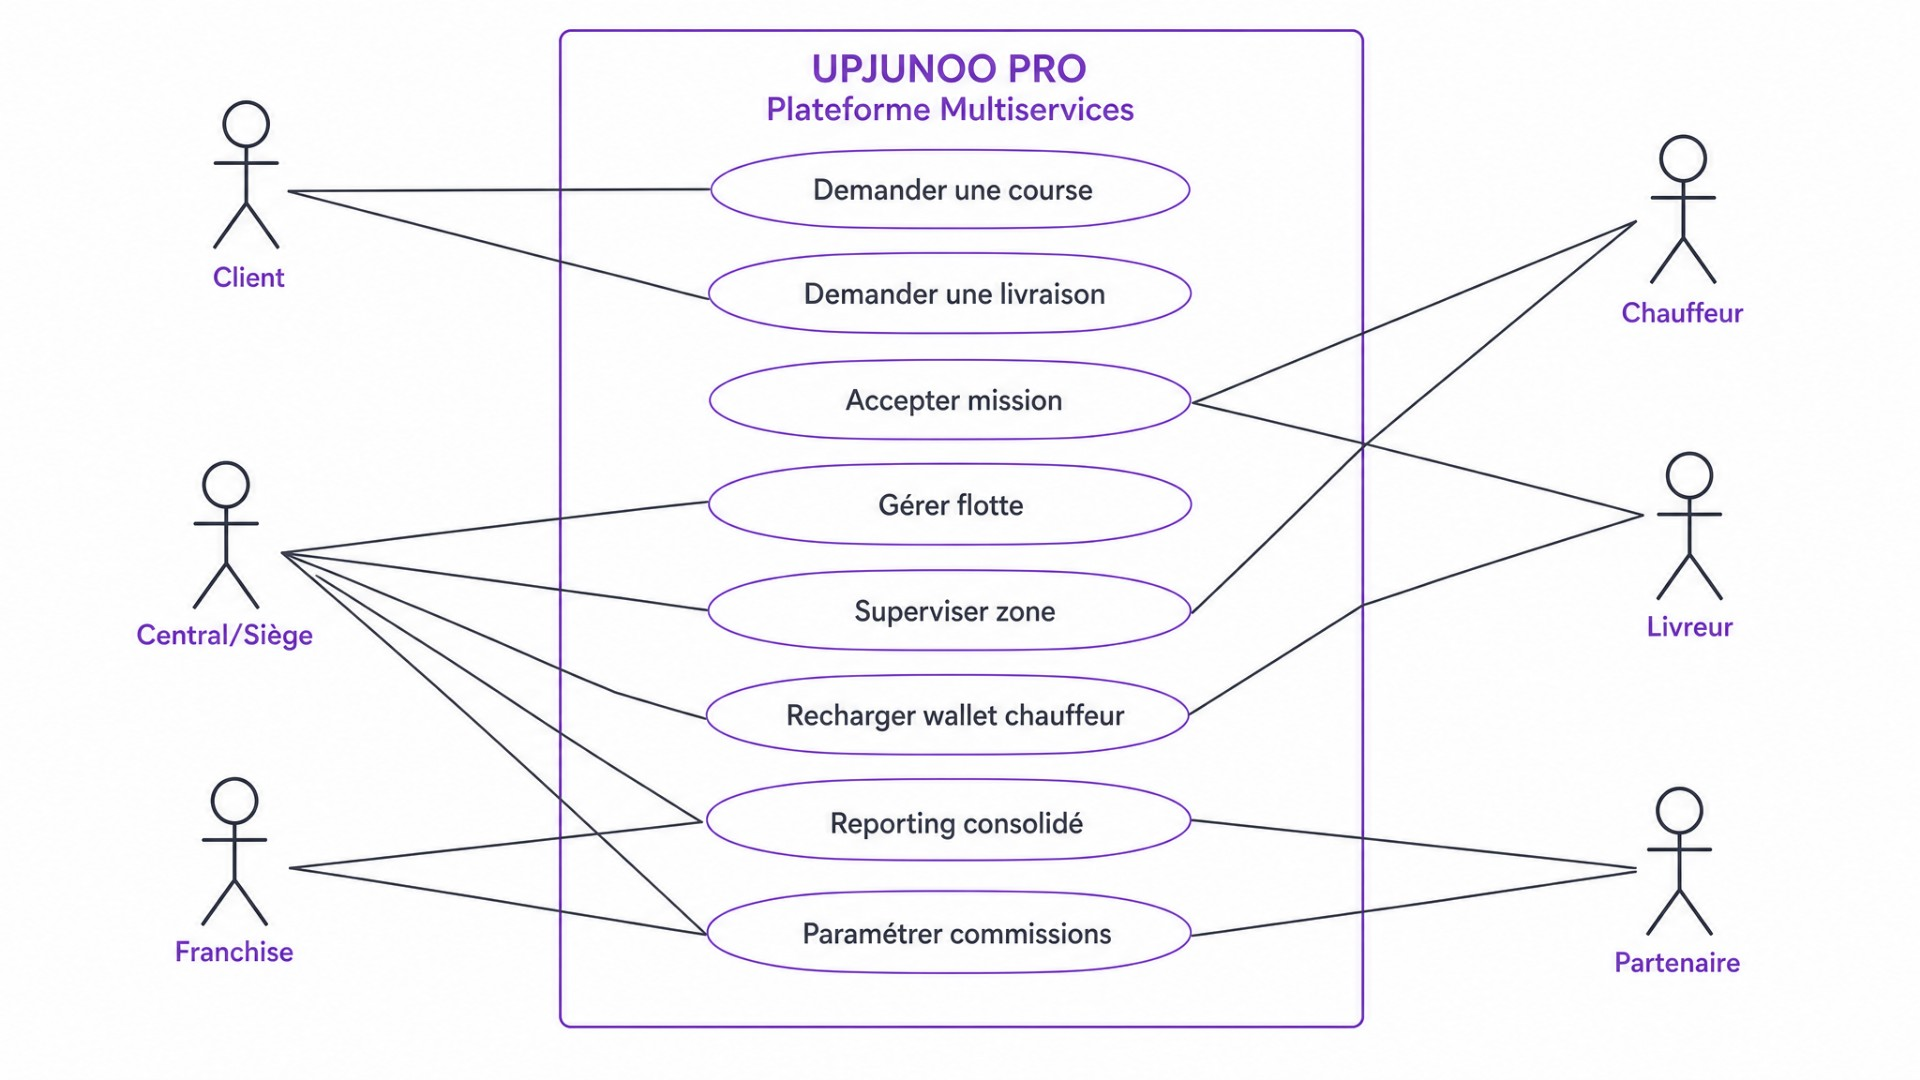 UPJUNOO PRO
Plateforme Multiservices
Client
Central/Siège
Franchise
Demander une course
Demander une livraison
Accepter mission
Gérer flotte
Superviser zone
Recharger wallet chauffeur
Reporting consolidé
Paramétrer commissions
Chauffeur
Livreur
Partenaire